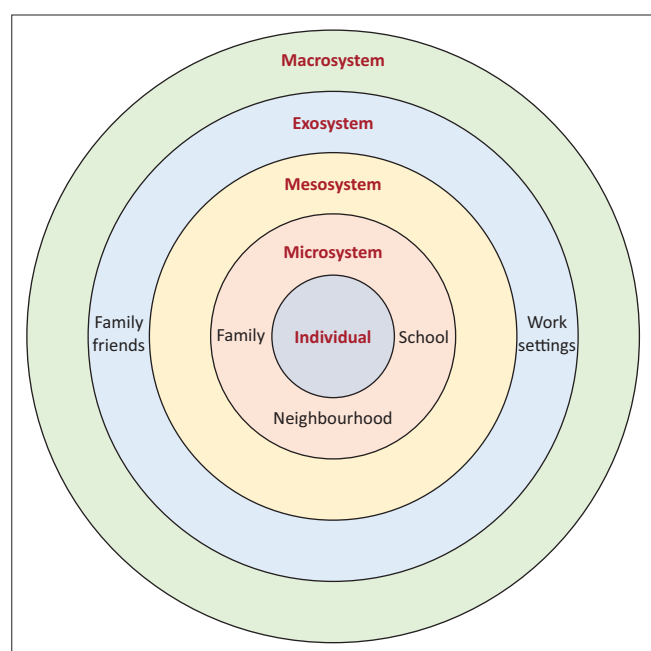 Macrosystem
Exosystem
Mesosystem
Microsystem
Family
friends
Family
Individual
School
Work
settings
Neighbourhood